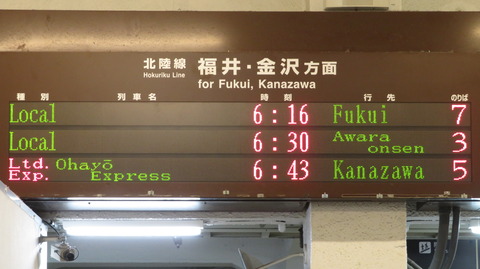 北陸線 福井・金沢方面
Hokuriku Line for Fukui, Kanazawa
種別 列車名 時刻 行先 のりば
Local 6:16 Fukui 7
Local 6:30 Awara onsen 3
Ltd. Exp. Ohayō Express 6:43 Kanazawa 5